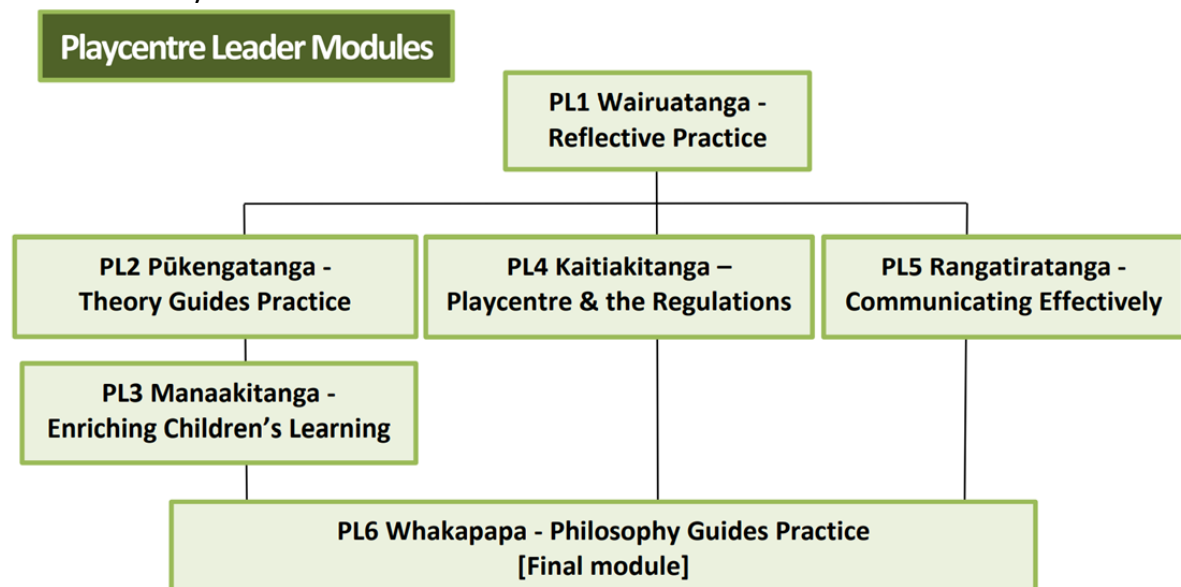 Playcentre Leader Modules
PL1 Wairuatanga -
Reflective Practice
PL2 Pūkengatanga -
Theory Guides Practice
PL4 Kaitiakitanga –
Playcentre & the Regulations
PL5 Rangatiratanga -
Communicating Effectively
PL3 Manaakitanga -
Enriching Children’s Learning
PL6 Whakapapa - Philosophy Guides Practice
[Final module]